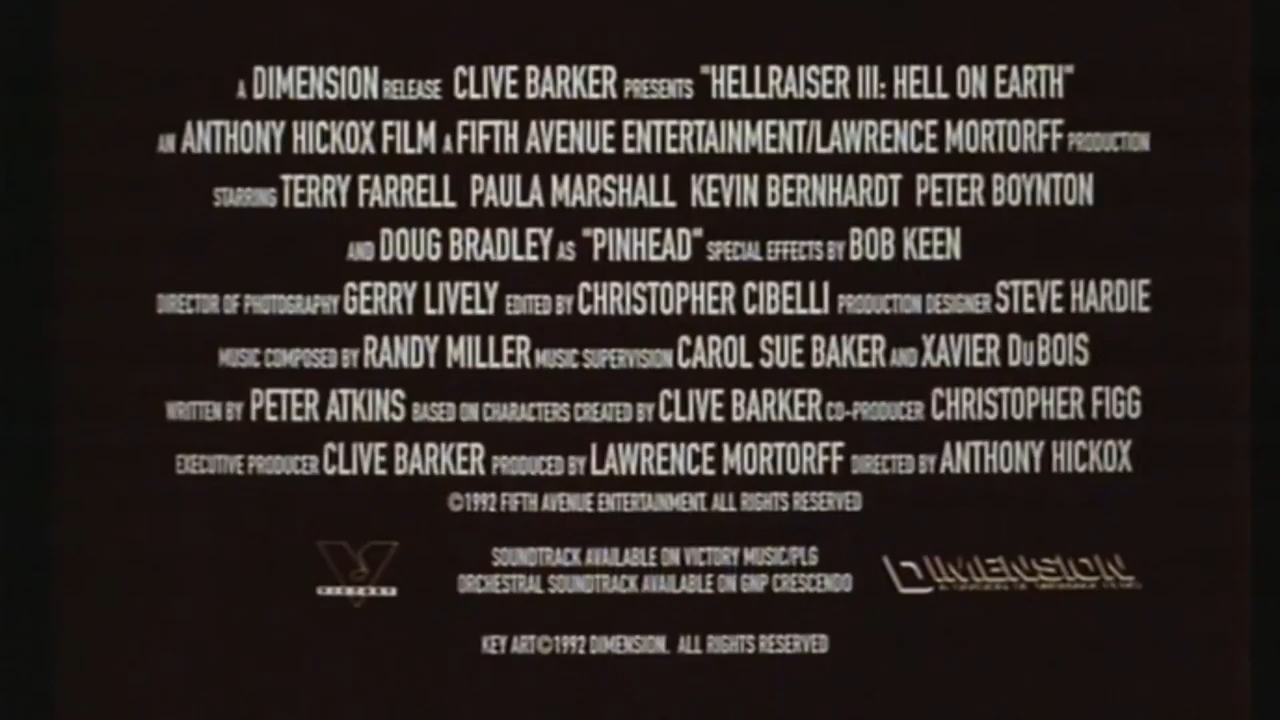 A DIMENSION RELEASE CLIVE BARKER PRESENTS "HELLRAISER III: HELL ON EARTH"
AN ANTHONY HICKOX FILM A FIFTH AVENUE ENTERTAINMENT/LAWRENCE MORTORFF PRODUCTION
STARRING TERRY FARRELL PAULA MARSHALL KEVIN BERNHARDT PETER BOYNTON
AND DOUG BRADLEY AS "PINHEAD" SPECIAL EFFECTS BY BOB KEEN
DIRECTOR OF PHOTOGRAPHY GERRY LIVELY EDITED BY CHRISTOPHER CIBELLI PRODUCTION DESIGNER STEVE HARDIE
MUSIC COMPOSED BY RANDY MILLER MUSIC SUPERVISION CAROL SUE BAKER AND XAVIER DuBOIS
WRITTEN BY PETER ATKINS BASED ON CHARACTERS CREATED BY CLIVE BARKER CO-PRODUCER CHRISTOPHER FIGG
EXECUTIVE PRODUCER CLIVE BARKER PRODUCED BY LAWRENCE MORTORFF DIRECTED BY ANTHONY HICKOX
©1992 FIFTH AVENUE ENTERTAINMENT. ALL RIGHTS RESERVED
SOUNDTRACK AVAILABLE ON VICTORY MUSIC/PLG
ORCHESTRAL SOUNDTRACK AVAILABLE ON GNP CRESCENDO
VICTORY
DIMENSION
KEY ART©1992 DIMENSION. ALL RIGHTS RESERVED